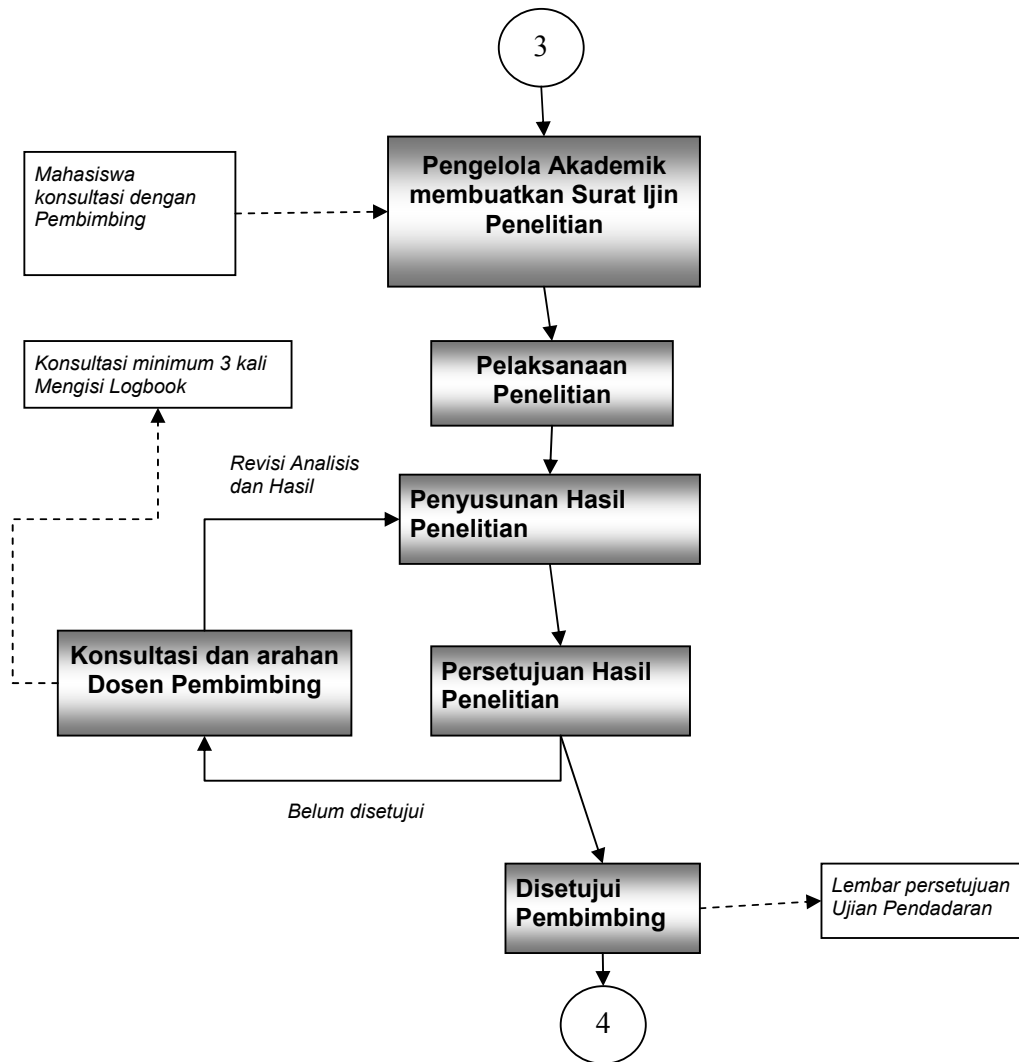 3
Pengelola Akademik
membuatkan Surat Ijin
Penelitian
Mahasiswa
konsultasi dengan
Pembimbing
Pelaksanaan
Penelitian
Konsultasi minimum 3 kali
Mengisi Logbook
Revisi Analisis
dan Hasil
Penyusunan Hasil
Penelitian
Konsultasi dan arahan
Dosen Pembimbing
Persetujuan Hasil
Penelitian
Belum disetujui
Disetujui
Pembimbing
Lembar persetujuan
Ujian Pendadaran
4